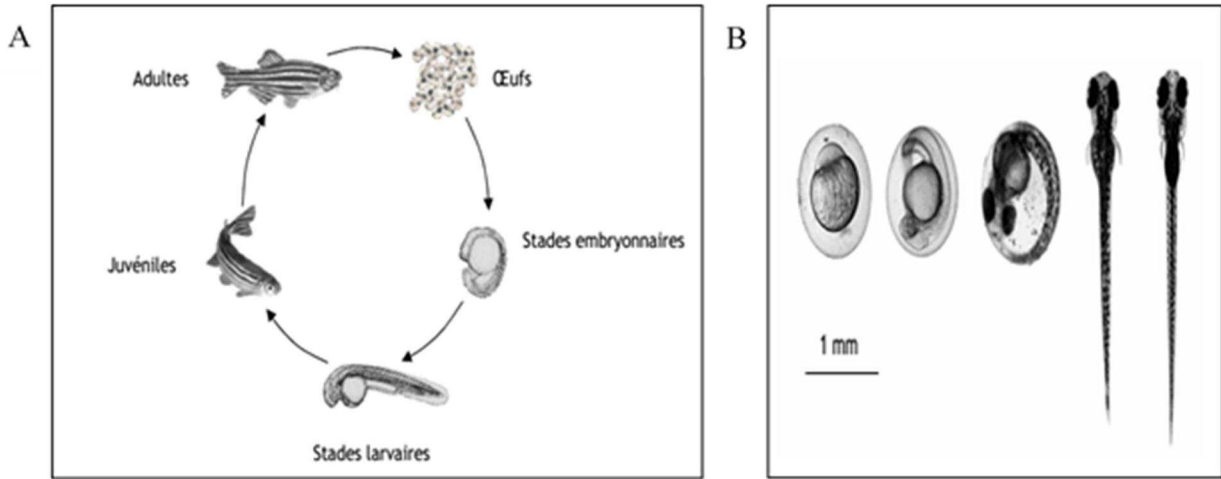 A
Adultes
Œufs
Stades embryonnaires
Juvéniles
Stades larvaires
B
1 mm